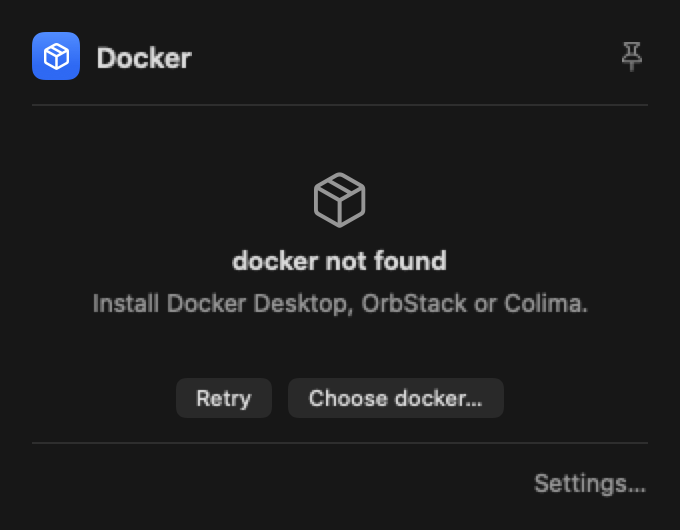 Docker
docker not found
Install Docker Desktop, OrbStack or Colima.
Retry
Choose docker...
Settings...